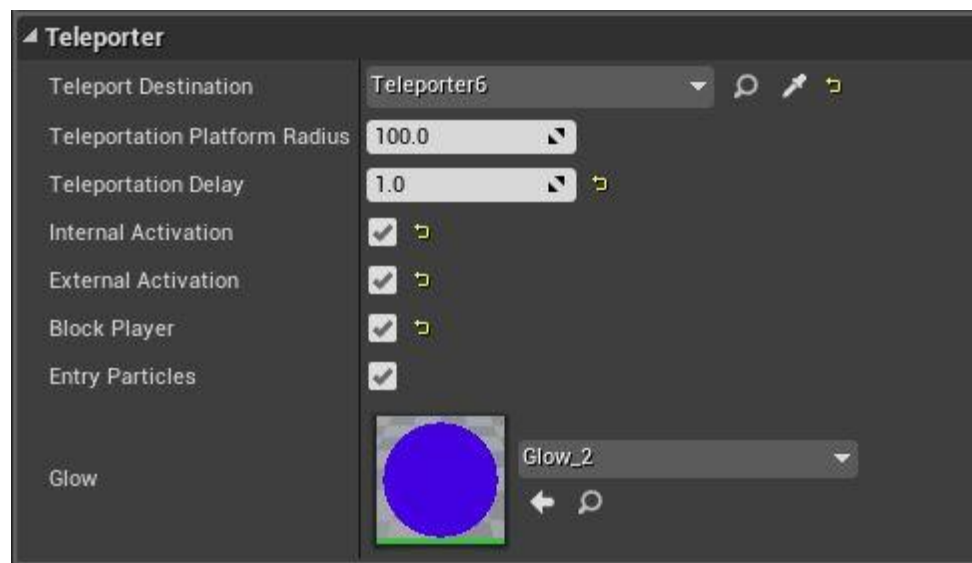 Teleporter
Teleport Destination Teleporter6
Teleportation Platform Radius 100.0
Teleportation Delay 1.0
Internal Activation
External Activation
Block Player
Entry Particles
Glow Glow_2